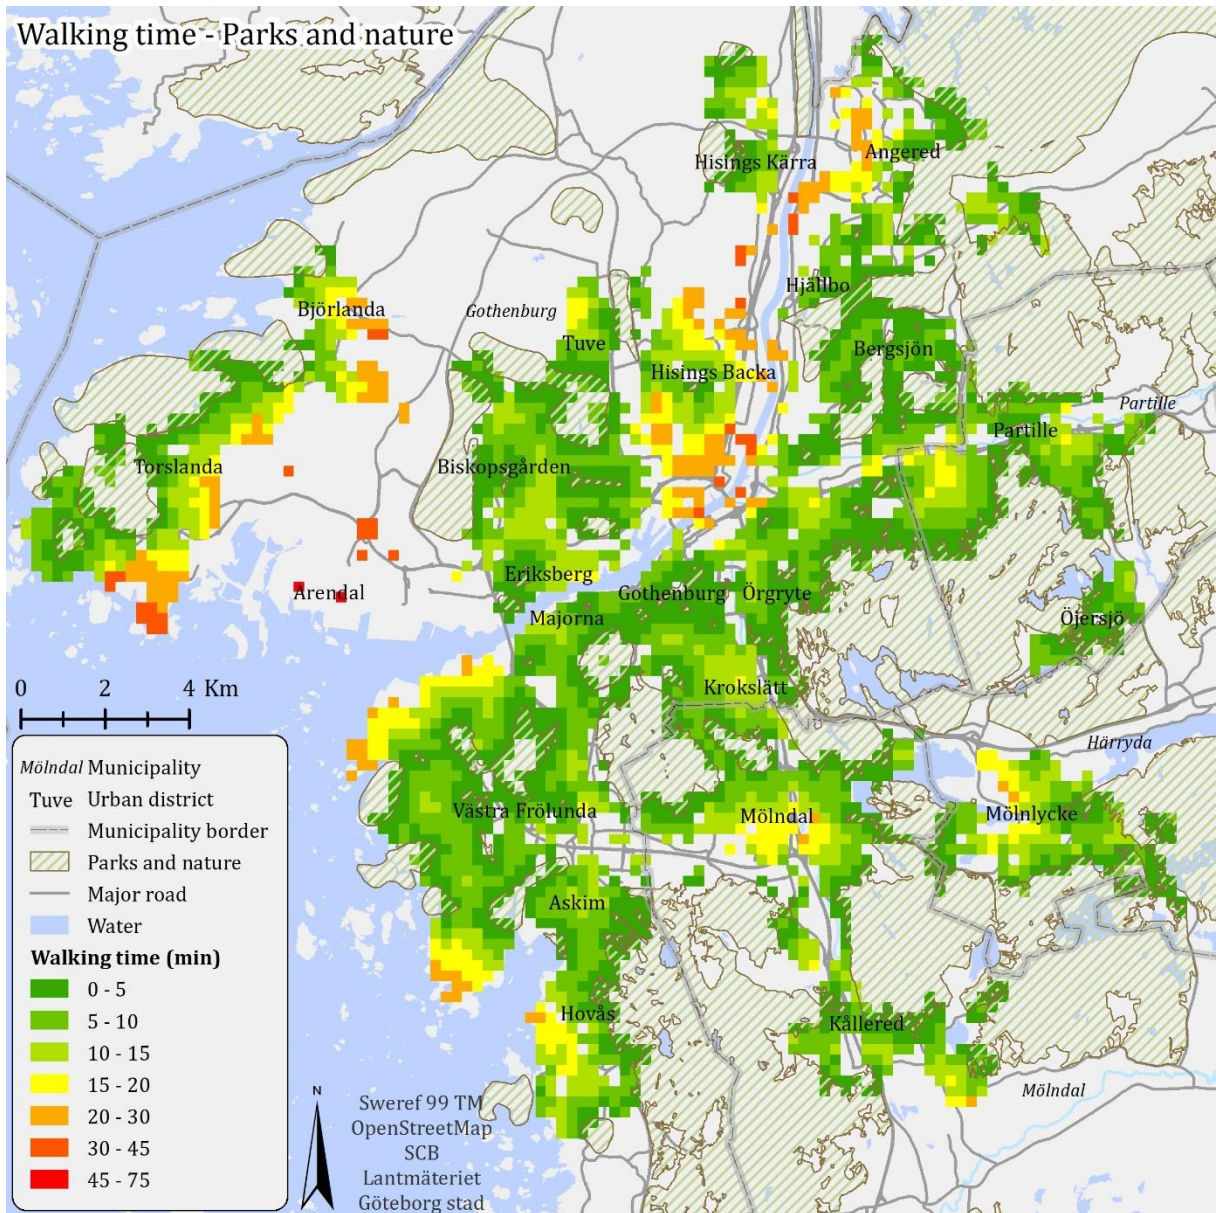 Walking time - Parks and nature
Hisings Kärra
Angered
Hjällbo
Björlanda
Gothenburg
Tuve
Bergsjön
Hisings Backa
Partille
Partille
Torslanda
Biskopsgården
Eriksberg
Arendal
Gothenburg
Örgryte
Majorna
Öjersjö
Krokslätt
0 2 4 Km
Härryda
Västra Frölunda
Mölndal
Mölnlycke
Askim
Hovås
Kållered
Mölndal
Mölndal Municipality
Tuve Urban district
Municipality border
Parks and nature
Major road
Water
Walking time (min)
0 - 5
5 - 10
10 - 15
15 - 20
20 - 30
30 - 45
45 - 75
N
Sweref 99 TM
OpenStreetMap
SCB
Lantmäteriet
Göteborg stad